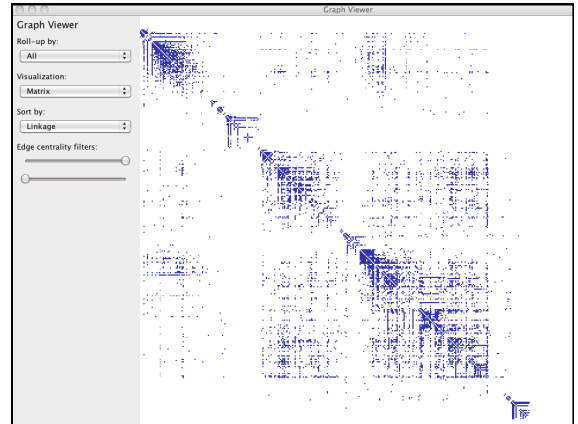 Graph Viewer
Graph Viewer
Roll-up by:
All
Visualization:
Matrix
Sort by:
Linkage
Edge centrality filters: